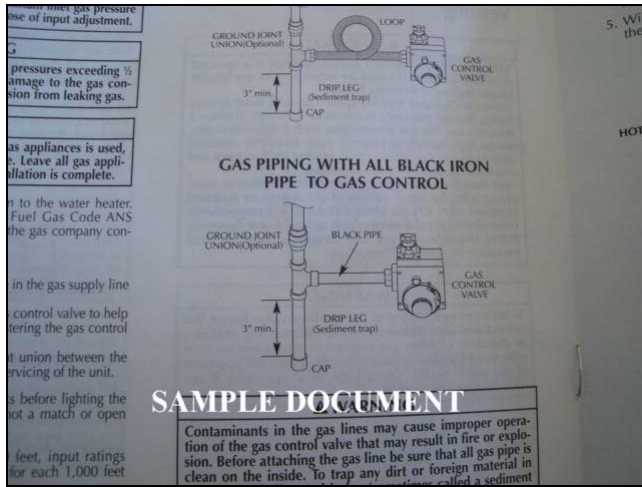 mum inlet gas pressure
ose of input adjustment.
G
pressures exceeding ½
amage to the gas con-
sion from leaking gas.
as appliances is used,
e. Leave all gas appli-
allation is complete.
n to the water heater.
Fuel Gas Code ANS
the gas company con-
in the gas supply line
control valve to help
tering the gas control
t union between the
ervicing of the unit.
s before lighting the
not a match or open
feet, input ratings
for each 1,000 feet
GROUND JOINT
UNION(Optional)
LOOP
GAS
CONTROL
VALVE
3" min.
DRIP LEG
(Sediment trap)
CAP
GAS PIPING WITH ALL BLACK IRON
PIPE TO GAS CONTROL
GROUND JOINT
UNION(Optional)
BLACK PIPE
GAS
CONTROL
VALVE
3" min.
DRIP LEG
(Sediment trap)
CAP
SAMPLE DOCUMENT
WARNING
Contaminants in the gas lines may cause improper opera-
tion of the gas control valve that may result in fire or explo-
sion. Before attaching the gas line be sure that all gas pipe is
clean on the inside. To trap any dirt or foreign material in
called a sediment
5. Wi
the
HOT